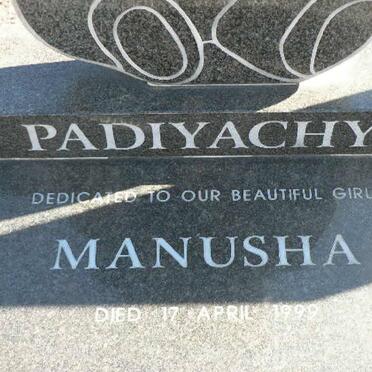 PADIYACHY
DEDICATED TO OUR BEAUTIFUL GIRL
MANUSHA
DIED 17 APRIL 1999